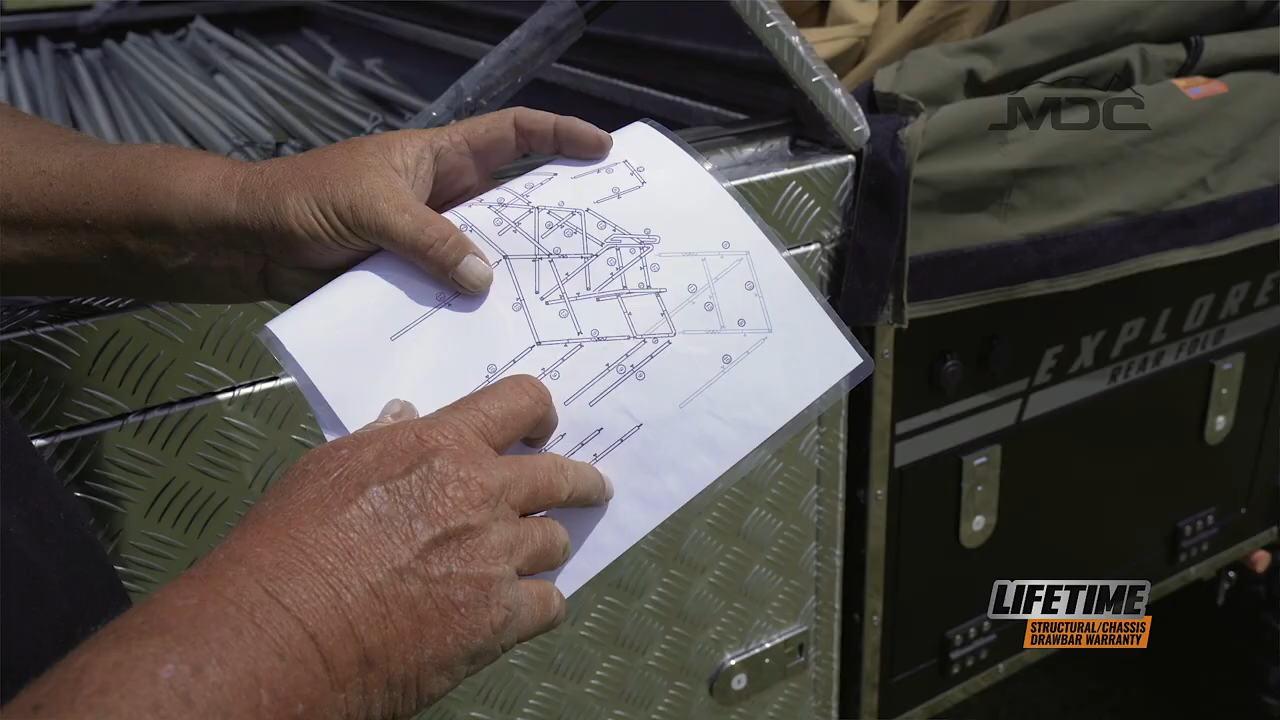 MDC
EXPLORE
REAR FOLD
LIFETIME
STRUCTURAL/CHASSIS
DRAWBAR WARRANTY